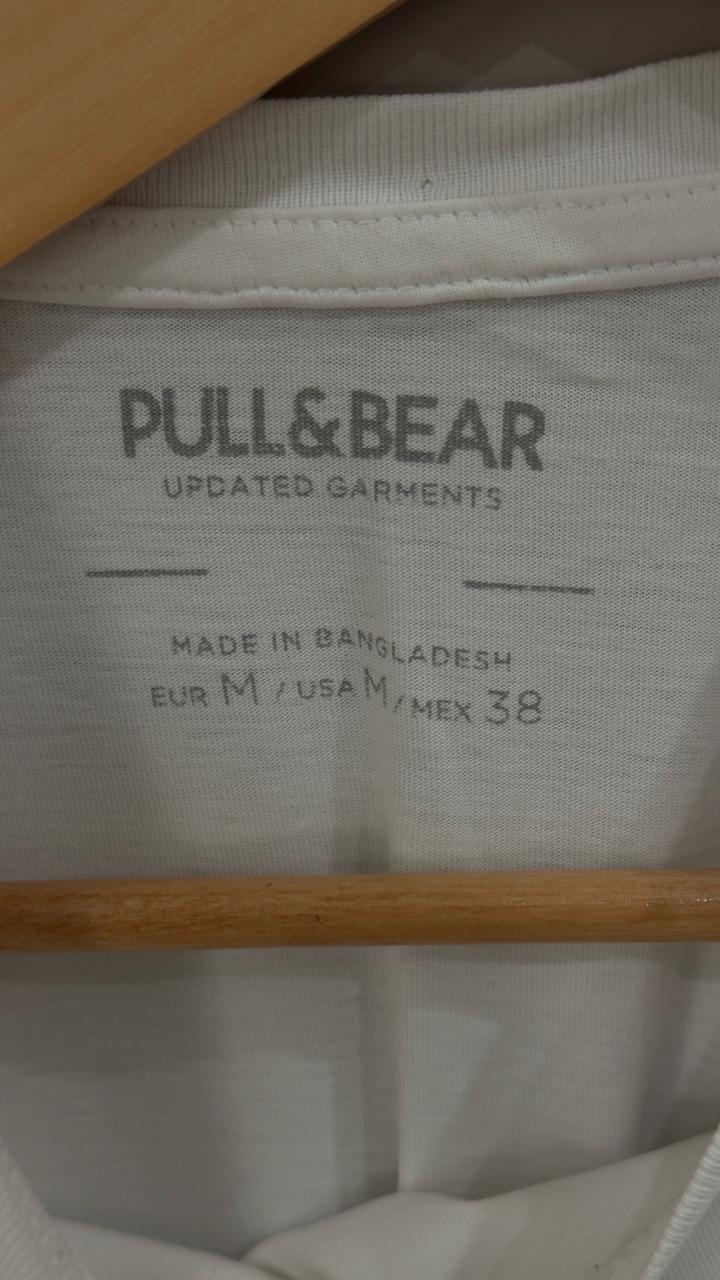 PULL&BEAR
UPDATED GARMENTS
MADE IN BANGLADESH
EUR M / USA M / MEX 38